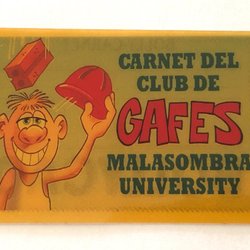 CARNET DEL
CLUB DE
GAFES
MALASOMBRA
UNIVERSITY